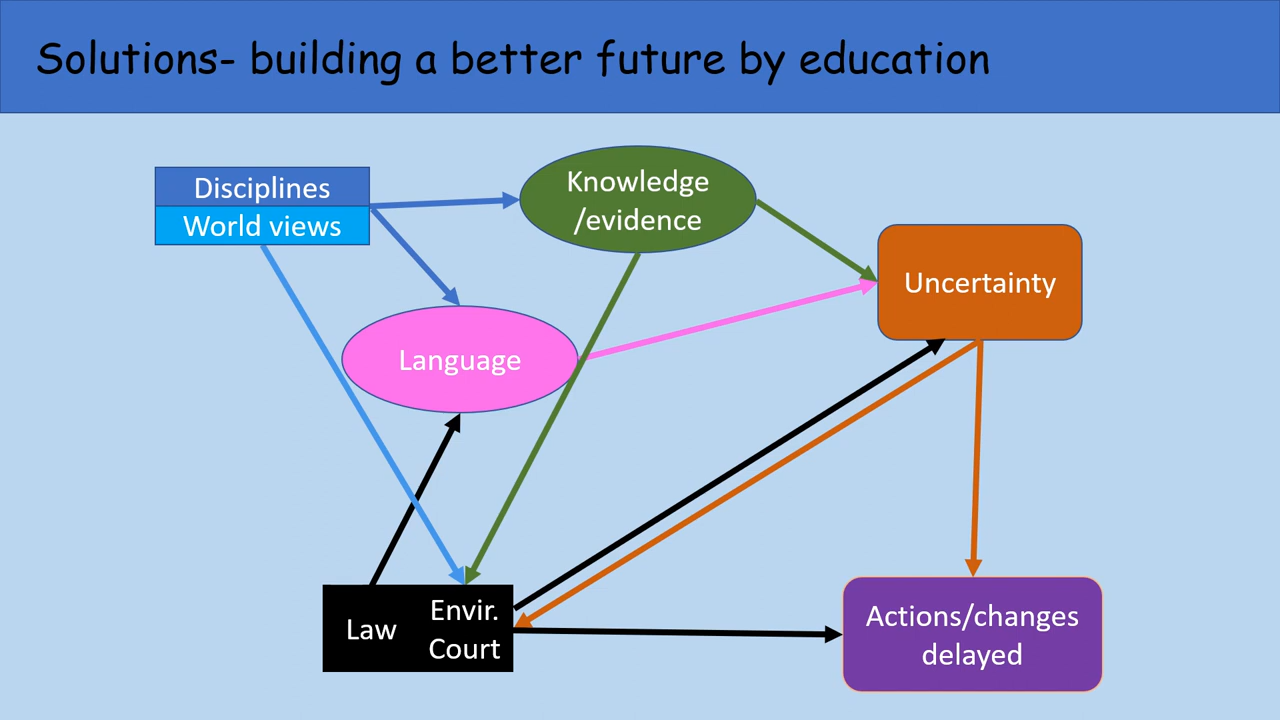 Solutions- building a better future by education
Disciplines
World views
Knowledge
/evidence
Uncertainty
Language
Law
Envir.
Court
Actions/changes
delayed